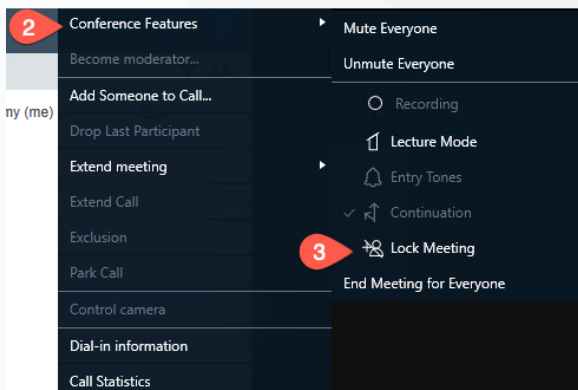 2
Conference Features
Become moderator...
my (me)
Add Someone to Call...
Drop Last Participant
Extend meeting
Extend Call
Exclusion
Park Call
Control camera
Dial-in information
Call Statistics
Mute Everyone
Unmute Everyone
Recording
Lecture Mode
Entry Tones
Continuation
3
Lock Meeting
End Meeting for Everyone